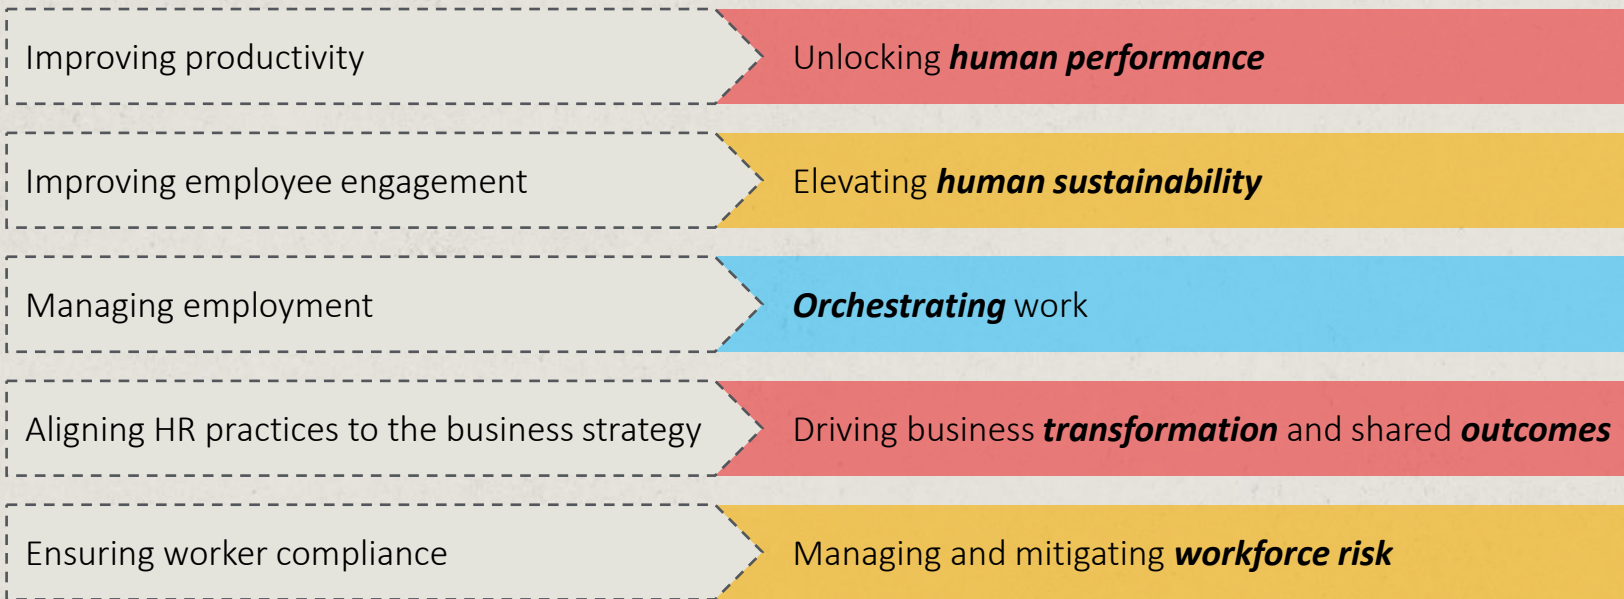 Improving productivity
Unlocking human performance
Improving employee engagement
Elevating human sustainability
Managing employment
Orchestrating work
Aligning HR practices to the business strategy
Driving business transformation and shared outcomes
Ensuring worker compliance
Managing and mitigating workforce risk